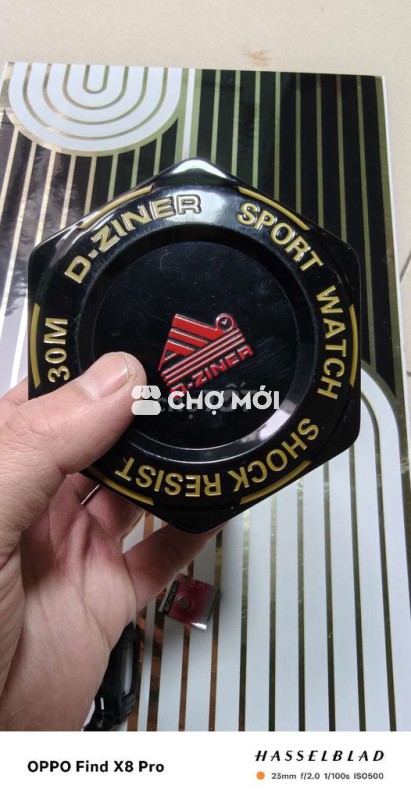 D-ZINER
SPORT WATCH
SHOCK RESIST
30M
D-ZINER
CHỢ MỚI
OPPO Find X8 Pro
HASSELBLAD
23mm f/2.0 1/100s ISO500